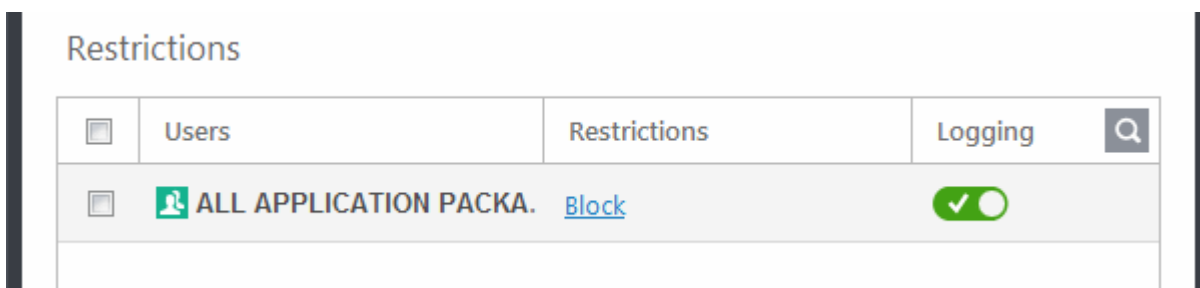 Restrictions
Users Restrictions Logging
ALL APPLICATION PACKA. Block